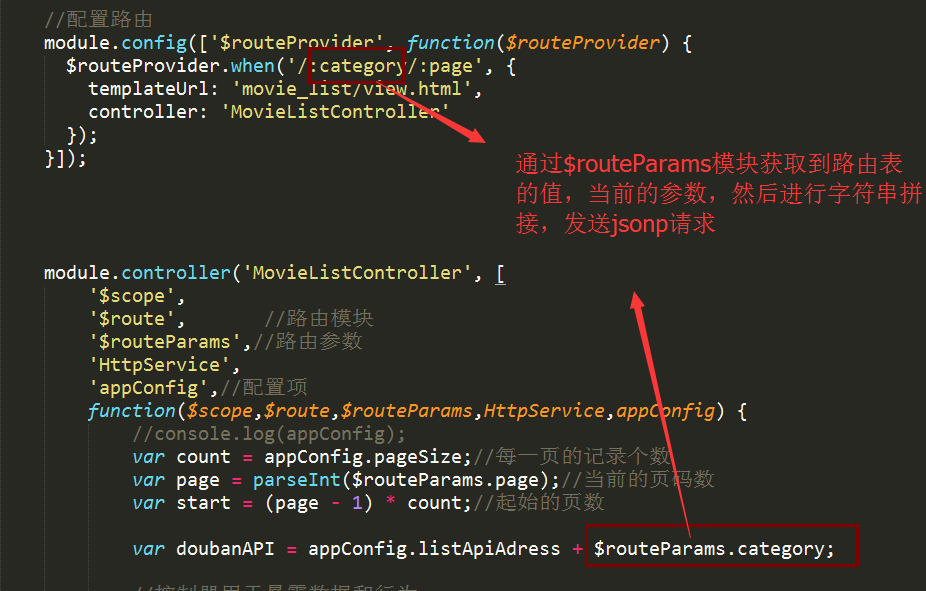 //配置路由
module.config(['$routeProvider', function($routeProvider) {
$routeProvider.when('/:category/:page', {
templateUrl: 'movie_list/view.html',
controller: 'MovieListController'
});
}]);
通过$routeParams模块获取到路由表
的值，当前的参数，然后进行字符串拼
接，发送jsonp请求
module.controller('MovieListController', [
'$scope',
'$route', //路由模块
'$routeParams',//路由参数
'HttpService',
'appConfig',//配置项
function($scope,$route,$routeParams,HttpService,appConfig) {
//console.log(appConfig);
var count = appConfig.pageSize;//每一页的记录个数
var page = parseInt($routeParams.page);//当前的页码数
var start = (page - 1) * count;//起始的页数
var doubanAPI = appConfig.listApiAdress + $routeParams.category;